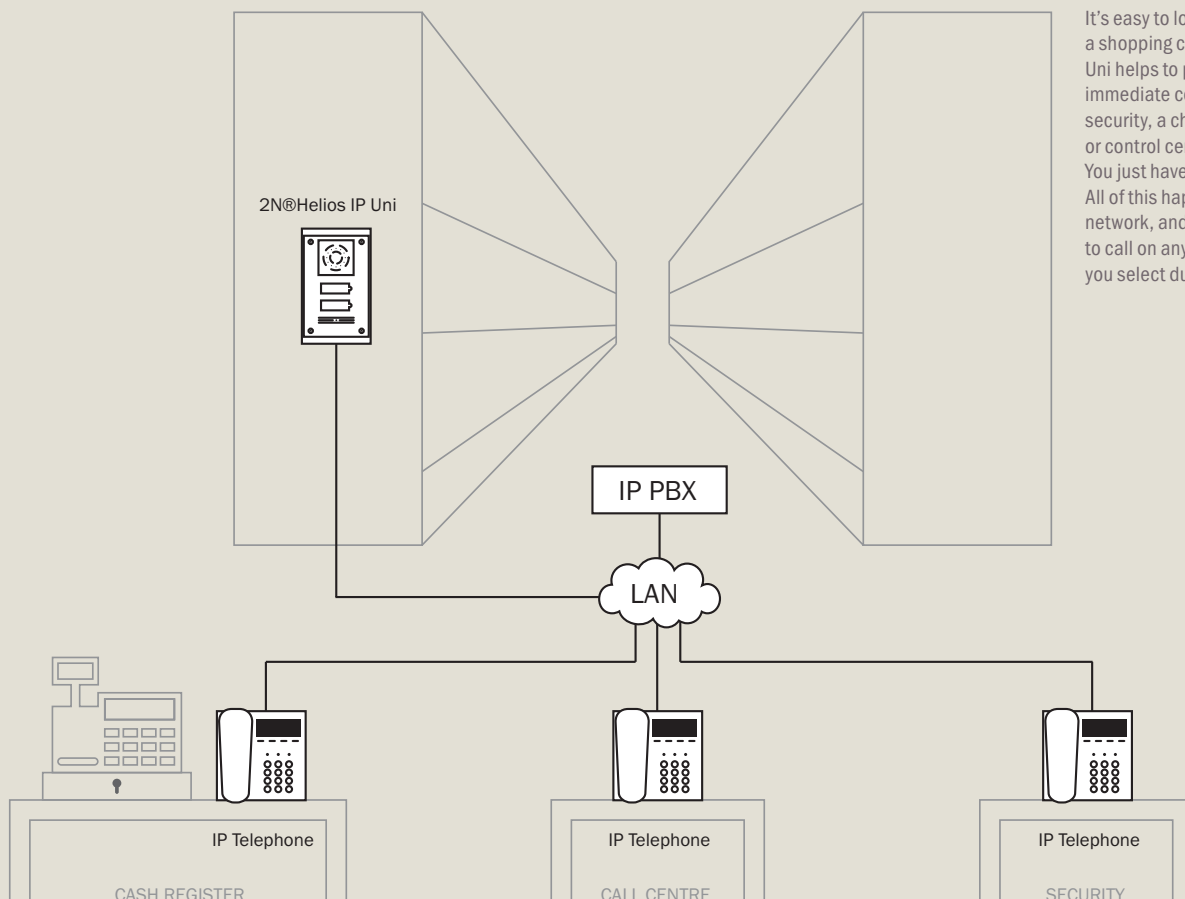 It’s easy to lo
a shopping c
Uni helps to p
immediate c
security, a ch
or control ce
You just have
All of this hap
network, and
to call on any
you select du
2N®Helios IP Uni
IP PBX
LAN
IP Telephone
IP Telephone
IP Telephone
CASH REGISTER
CALL CENTRE
SECURITY